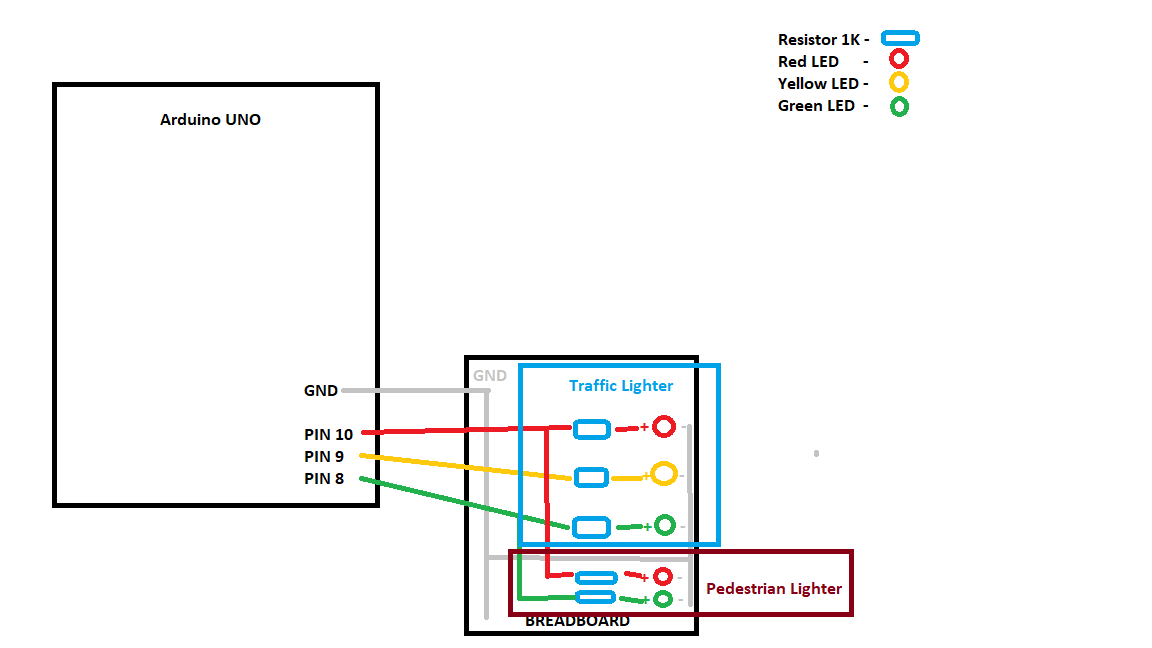 Resistor 1K -
Red LED -
Yellow LED -
Green LED -
Arduino UNO
GND
GND
Traffic Lighter
PIN 10
PIN 9
PIN 8
+ -
+ -
+ -
+ -
+ -
Pedestrian Lighter
BREADBOARD